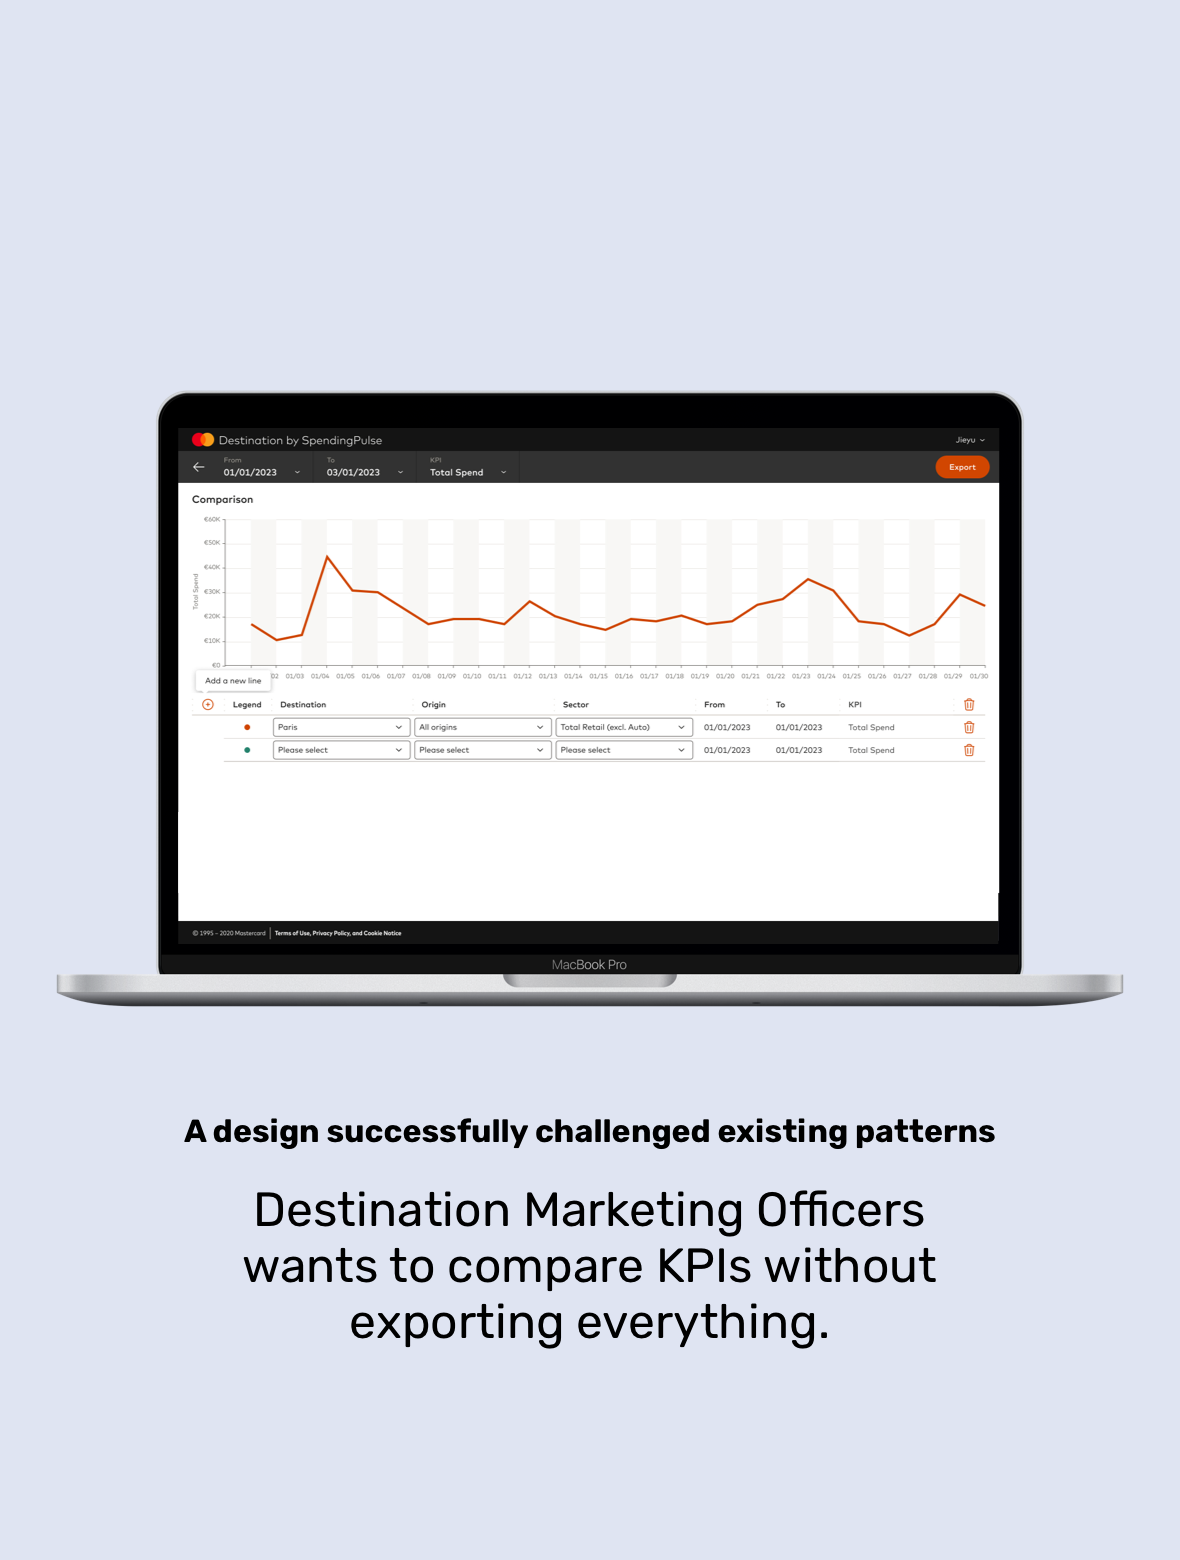 Destination by SpendingPulse
Jieyu
From
To
KPI
01/01/2023
03/01/2023
Total Spend
Export
Comparison
€60K
€50K
€40K
€30K
€20K
€10K
€0
Total Spend
02 01/03 01/04 01/05 01/06 01/07 01/08 01/09 01/10 01/11 01/12 01/13 01/14 01/15 01/16 01/17 01/18 01/19 01/20 01/21 01/22 01/23 01/24 01/25 01/26 01/27 01/28 01/29 01/30
Add a new line
Legend Destination Origin Sector From To KPI
Paris All origins Total Retail (excl. Auto) 01/01/2023 01/01/2023 Total Spend
Please select Please select Please select 01/01/2023 01/01/2023 Total Spend
© 1995 – 2020 Mastercard | Terms of Use, Privacy Policy, and Cookie Notice
MacBook Pro
A design successfully challenged existing patterns
Destination Marketing Officers
wants to compare KPIs without
exporting everything.